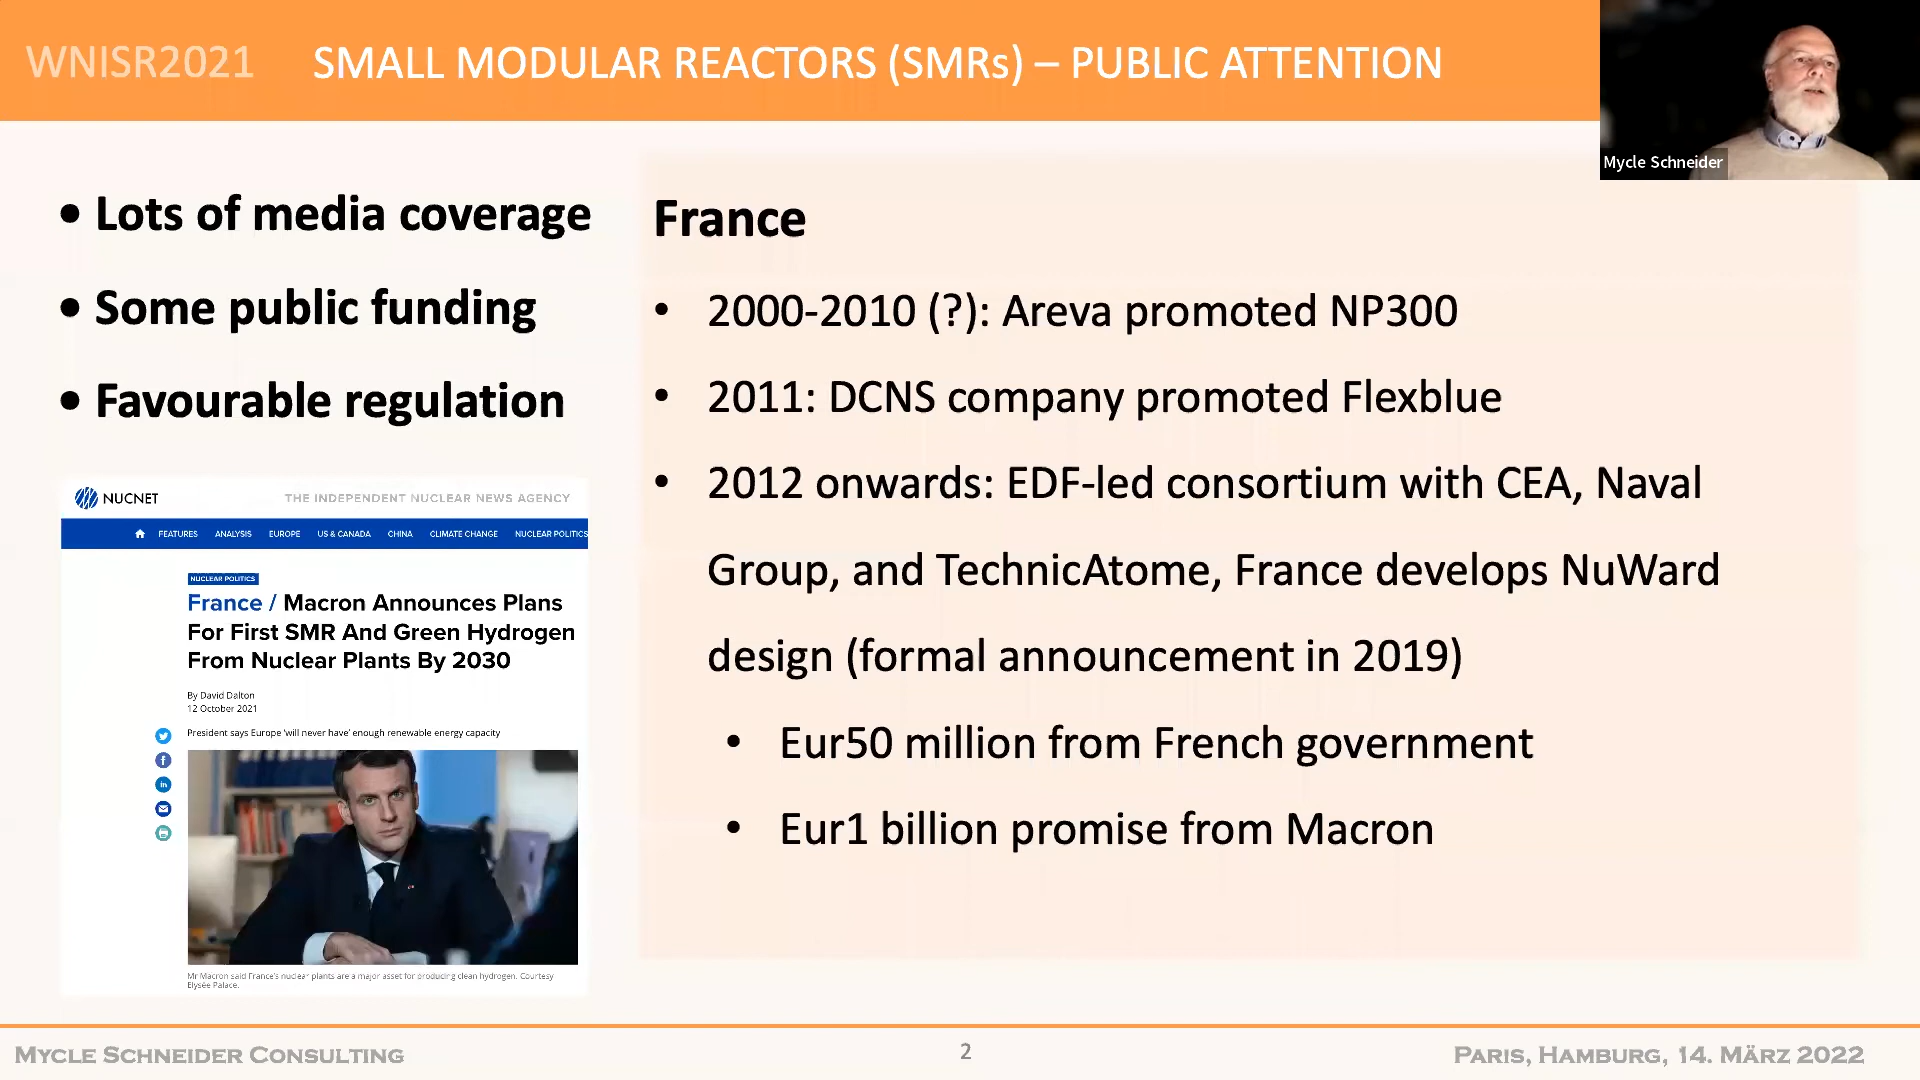 WNISR2021
SMALL MODULAR REACTORS (SMRs) – PUBLIC ATTENTION
Mycle Schneider
• Lots of media coverage
• Some public funding
• Favourable regulation
NUCNET
THE INDEPENDENT NUCLEAR NEWS AGENCY
FEATURES ANALYSIS EUROPE US & CANADA CHINA CLIMATE CHANGE NUCLEAR POLITICS
NUCLEAR POLITICS
France / Macron Announces Plans
For First SMR And Green Hydrogen
From Nuclear Plants By 2030
By David Dalton
12 October 2021
President says Europe ‘will never have’ enough renewable energy capacity
Mr Macron said France’s nuclear plants are a major asset for producing clean hydrogen. Courtesy
Elysée Palace.
France
• 2000-2010 (?): Areva promoted NP300
• 2011: DCNS company promoted Flexblue
• 2012 onwards: EDF-led consortium with CEA, Naval
Group, and TechnicAtome, France develops NuWard
design (formal announcement in 2019)
• Eur50 million from French government
• Eur1 billion promise from Macron
MYCLE SCHNEIDER CONSULTING
2
PARIS, HAMBURG, 14. MÄRZ 2022